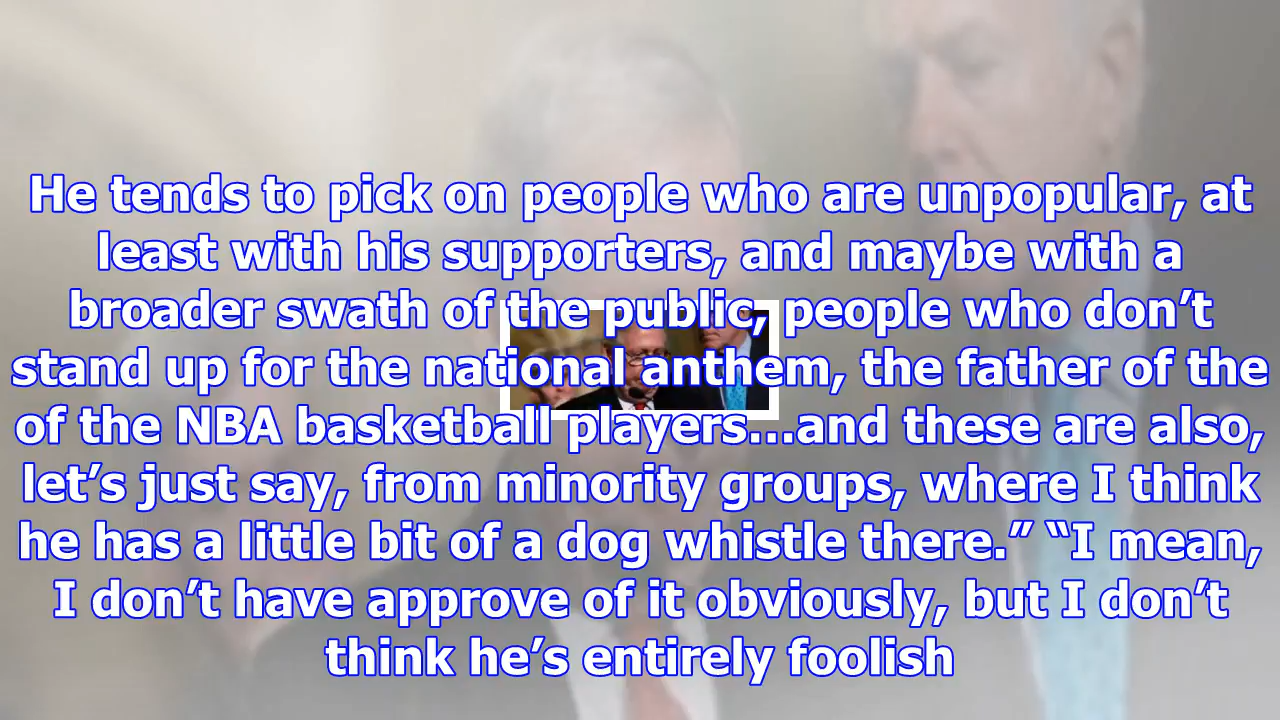 He tends to pick on people who are unpopular, at
least with his supporters, and maybe with a
broader swath of the public, people who don’t
stand up for the national anthem, the father of the
of the NBA basketball players...and these are also,
let’s just say, from minority groups, where I think
he has a little bit of a dog whistle there.” “I mean,
I don’t have approve of it obviously, but I don’t
think he’s entirely foolish